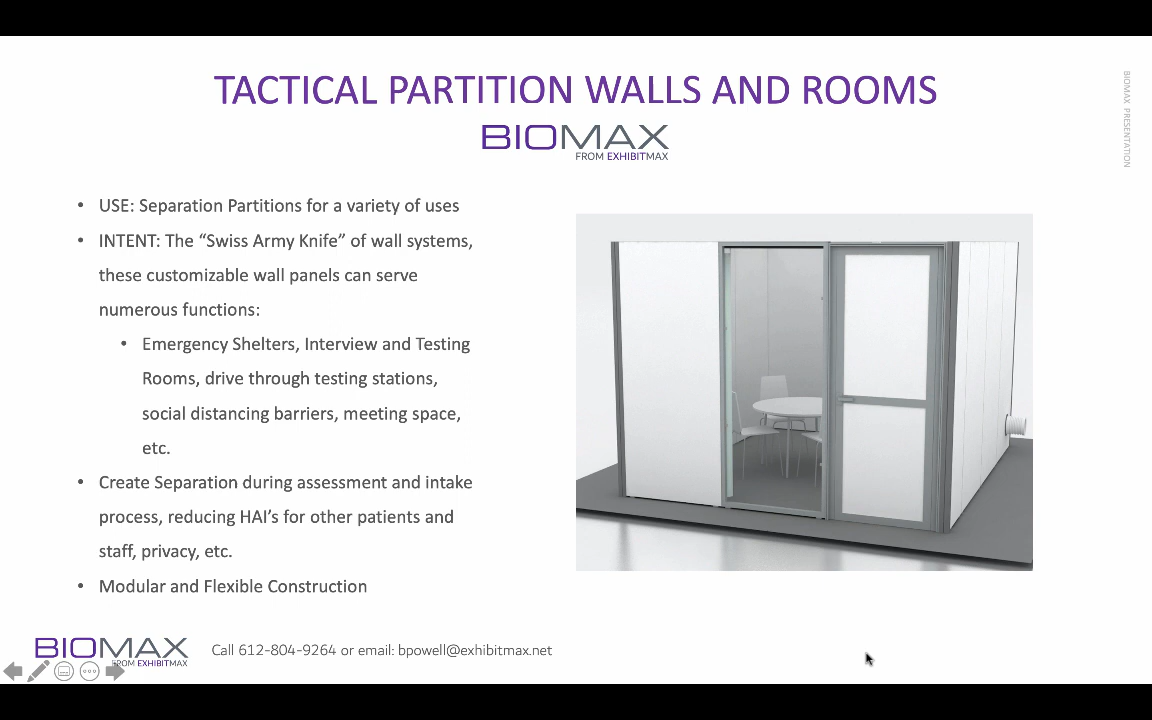 TACTICAL PARTITION WALLS AND ROOMS
BIOMAX
FROM EXHIBITMAX
BIOMAX PRESENTATION
• USE: Separation Partitions for a variety of uses
• INTENT: The “Swiss Army Knife” of wall systems,
these customizable wall panels can serve
numerous functions:
• Emergency Shelters, Interview and Testing
Rooms, drive through testing stations,
social distancing barriers, meeting space,
etc.
• Create Separation during assessment and intake
process, reducing HAI’s for other patients and
staff, privacy, etc.
• Modular and Flexible Construction
BIOMAX
FROM EXHIBITMAX
Call 612-804-9264 or email: bpowell@exhibitmax.net